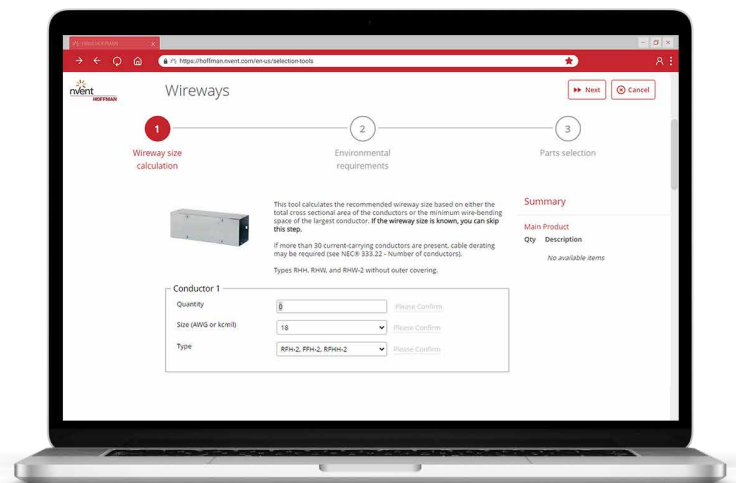 https://hoffman.nvent.com/en-us/selection-tools
nvent
HOFFMAN
Wireways
Next
Cancel
1
2
3
Wireway size
calculation
Environmental
requirements
Parts selection
This tool calculates the recommended wireway size based on either the
total cross sectional area of the conductors or the minimum wire-bending
space of the largest conductor. If the wireway size is known, you can skip
this step.
If more than 30 current-carrying conductors are present, cable derating
may be required (see NEC® 333.22 - Number of conductors).
Types RHH, RHW, and RHW-2 without outer covering.
Summary
Main Product
Qty Description
No available items
Conductor 1
Quantity
0
Please Confirm
Size (AWG or kcmil)
18
Please Confirm
Type
RFH-2, FFH-2, RFHH-2
Please Confirm